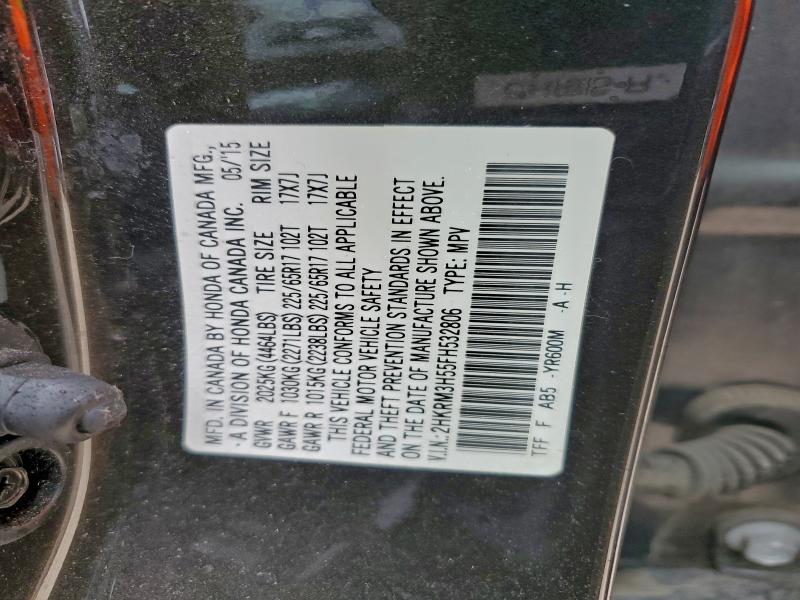 MFD. IN CANADA BY HONDA OF CANADA MFG.,
-A DIVISION OF HONDA CANADA INC. 05/'15
GVWR 2025KG(4464LBS) TIRE SIZE RIM SIZE
GAWR F 1030KG(2271LBS) 225/65R17 102T 17X7J
GAWR R 1015KG(2238LBS) 225/65R17 102T 17X7J
THIS VEHICLE CONFORMS TO ALL APPLICABLE
FEDERAL MOTOR VEHICLE SAFETY
AND THEFT PREVENTION STANDARDS IN EFFECT
ON THE DATE OF MANUFACTURE SHOWN ABOVE.
V.I.N.:2HKRM3H55FH532806 TYPE: MPV
TFF F AB5 -YR600M -A -H